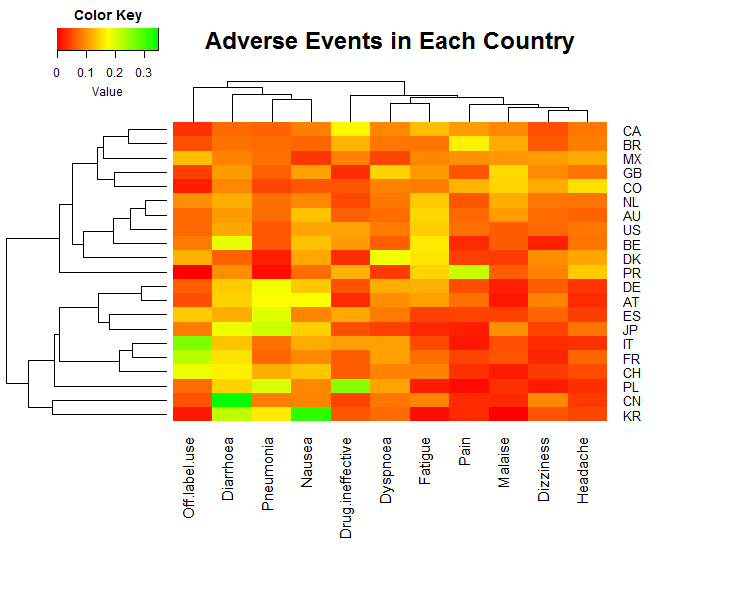 Color Key
0 0.1 0.2 0.3
Value
Adverse Events in Each Country
CA
BR
MX
GB
CO
NL
AU
US
BE
DK
PR
DE
AT
ES
JP
IT
FR
CH
PL
CN
KR
Off.label.use
Diarrhoea
Pneumonia
Nausea
Drug.ineffective
Dyspnoea
Fatigue
Pain
Malaise
Dizziness
Headache